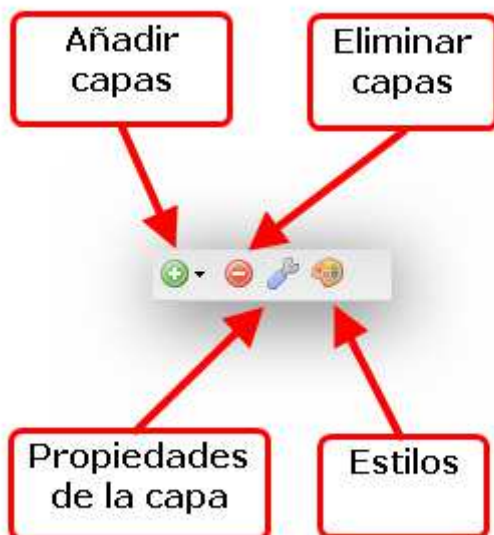 Añadir
capas
Eliminar
capas
Propiedades
de la capa
Estilos